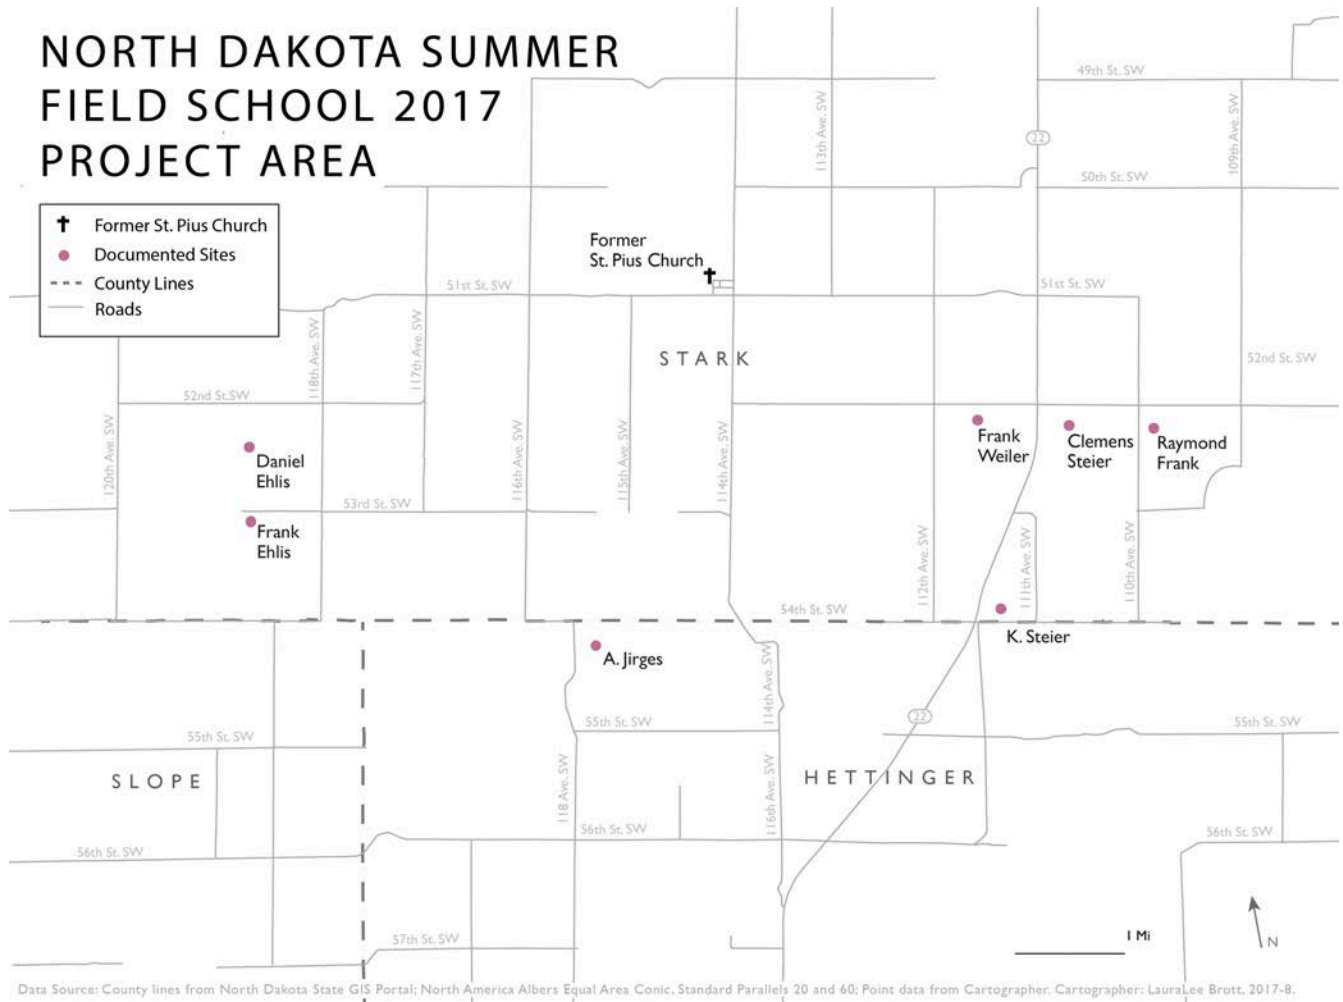 NORTH DAKOTA SUMMER
FIELD SCHOOL 2017
PROJECT AREA
Former St. Pius Church
Documented Sites
County Lines
Roads
49th St. SW
113th Ave. SW
22
109th Ave. SW
50th St. SW
Former
St. Pius Church
51st St. SW
51st St. SW
118th Ave. SW
117th Ave. SW
STARK
52nd St. SW
52nd St.SW
120th Ave. SW
116th Ave. SW
115th Ave. SW
114th Ave. SW
Daniel
Ehlis
Frank
Weiler
Clemens
Steier
Raymond
Frank
53rd St. SW
Frank
Ehlis
112th Ave. SW
111th Ave. SW
110th Ave. SW
54th St. SW
K. Steier
A. Jirges
114th Ave. SW
55th St. SW
22
55th St. SW
55th St. SW
SLOPE
HETTINGER
118 Ave. SW
116th Ave. SW
56th St. SW
56th St. SW
56th St. SW
57th St. SW
1 Mi
N
Data Source: County lines from North Dakota State GIS Portal; North America Albers Equal Area Conic, Standard Parallels 20 and 60; Point data from Cartographer. Cartographer: LauraLee Brott, 2017-8.